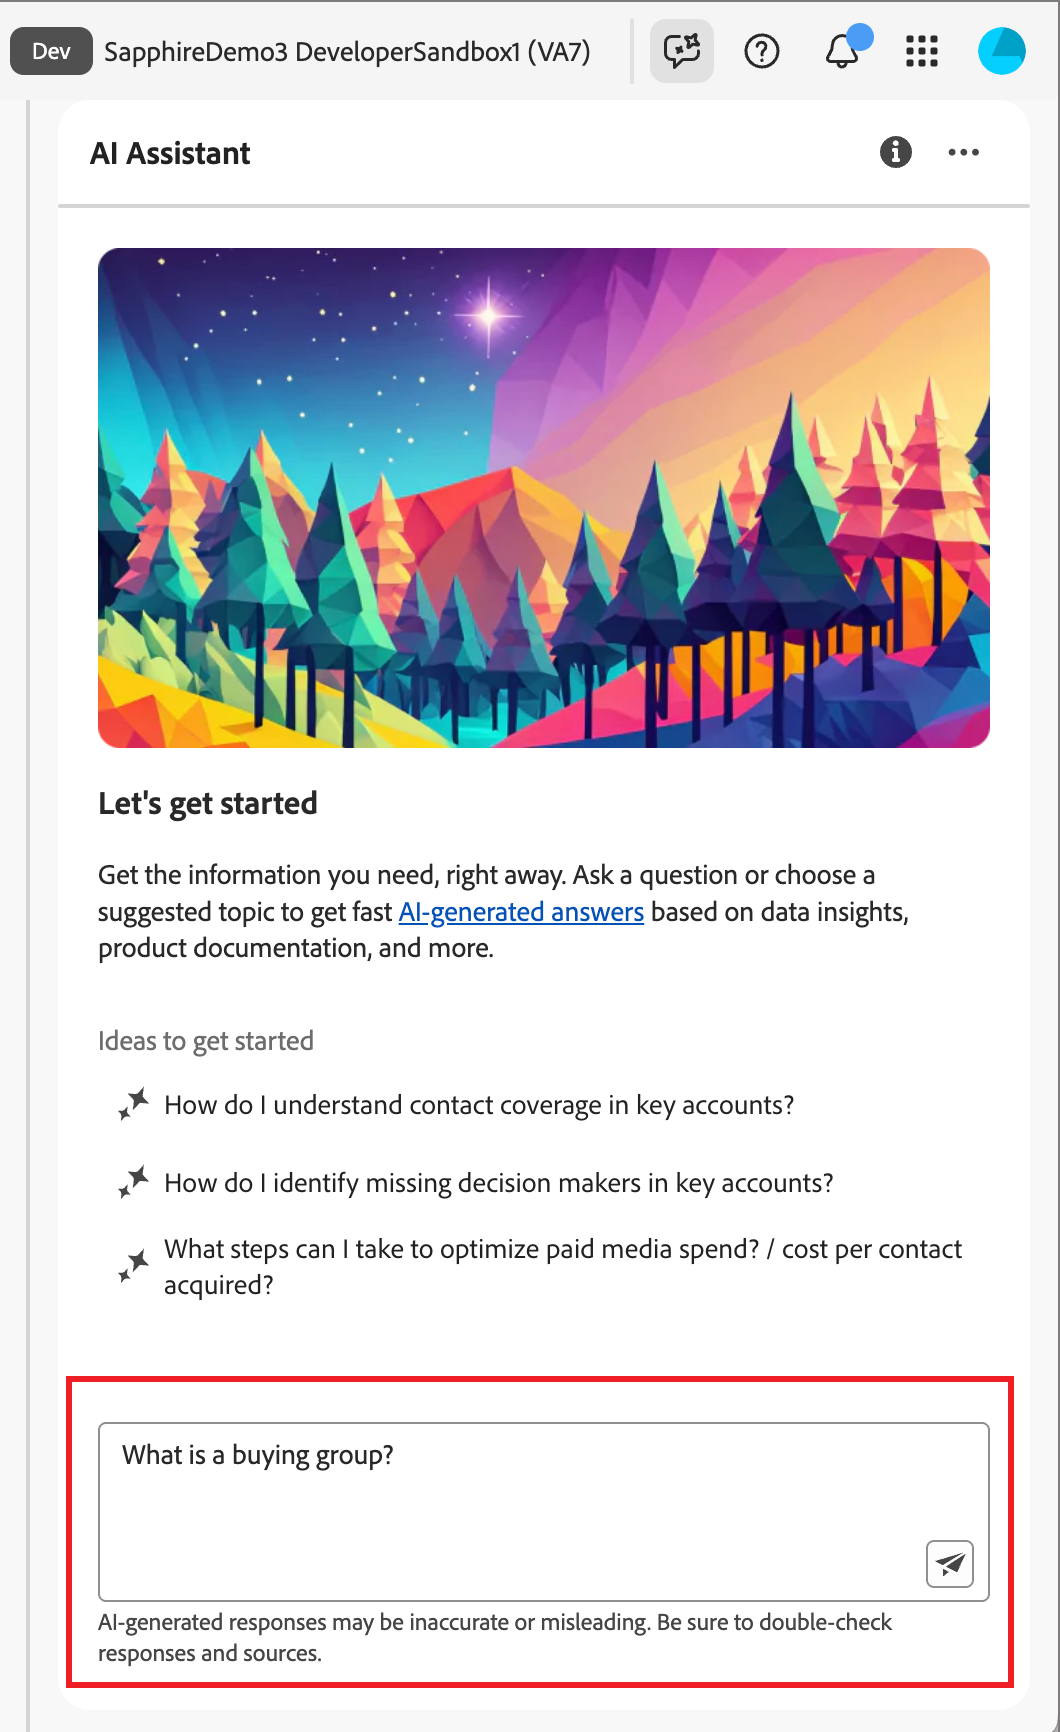 Dev
SapphireDemo3 DeveloperSandbox1 (VA7)
AI Assistant
Let's get started
Get the information you need, right away. Ask a question or choose a
suggested topic to get fast AI-generated answers based on data insights,
product documentation, and more.
Ideas to get started
How do I understand contact coverage in key accounts?
How do I identify missing decision makers in key accounts?
What steps can I take to optimize paid media spend? / cost per contact
acquired?
What is a buying group?
AI-generated responses may be inaccurate or misleading. Be sure to double-check
responses and sources.